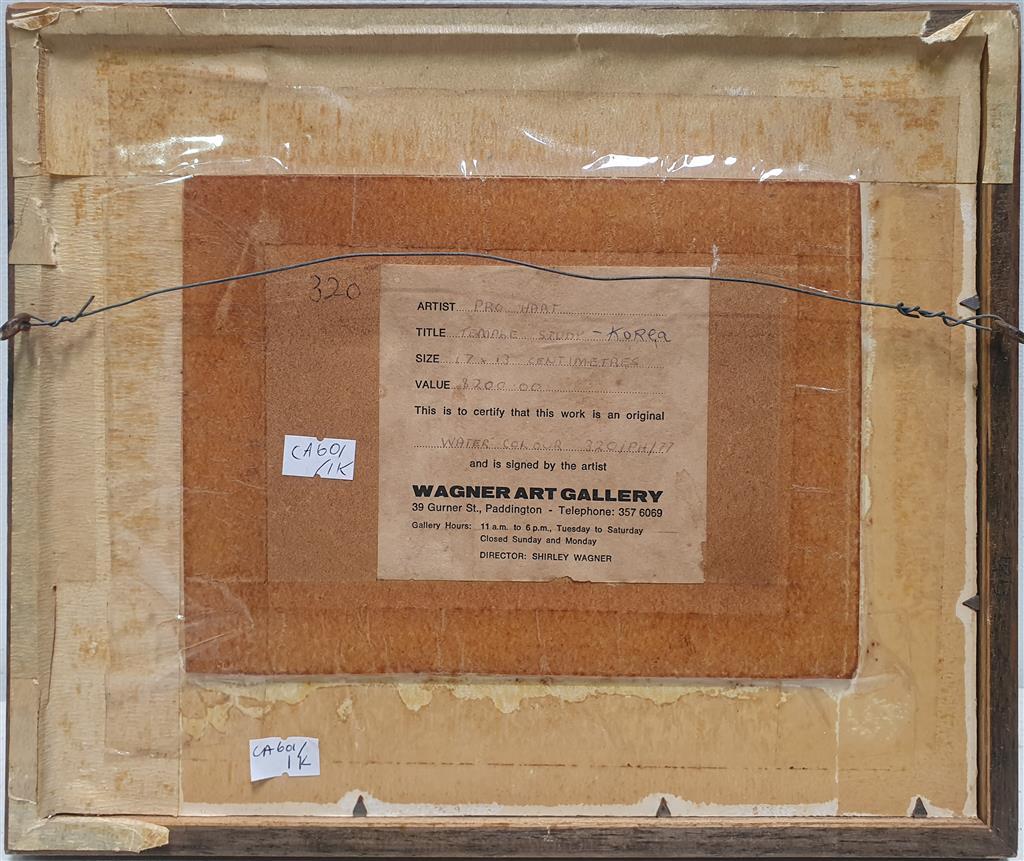 320
ARTIST PRO HART
TITLE TEMPLE STUDY - KOREA
SIZE 17 x 13 CENTIMETRES
VALUE $200.00
This is to certify that this work is an original
WATER COLOUR 320/PH/77
and is signed by the artist
WAGNER ART GALLERY
39 Gurner St., Paddington - Telephone: 357 6069
Gallery Hours: 11 a.m. to 6 p.m., Tuesday to Saturday
Closed Sunday and Monday
DIRECTOR: SHIRLEY WAGNER
CA601
/1K
CA601/
1K